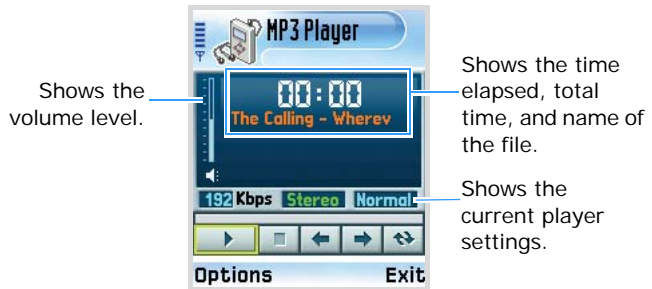 MP3 Player
Shows the
volume level.
00:00
The Calling - Wherev
Shows the time
elapsed, total
time, and name of
the file.
192 Kbps Stereo Normal
Shows the
current player
settings.
Options Exit